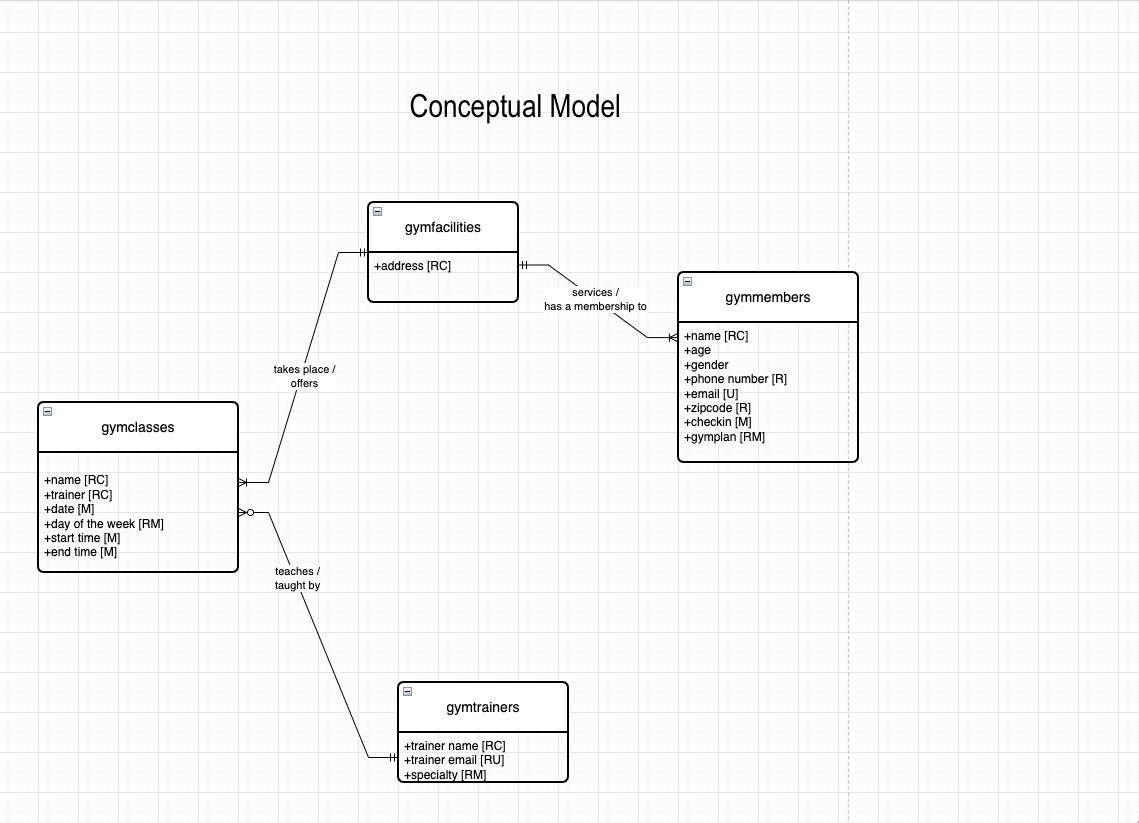 Conceptual Model
gymfacilities
+address [RC]
services /
has a membership to
gymmembers
+name [RC]
+age
+gender
+phone number [R]
+email [U]
+zipcode [R]
+checkin [M]
+gymplan [RM]
takes place /
offers
gymclasses
+name [RC]
+trainer [RC]
+date [M]
+day of the week [RM]
+start time [M]
+end time [M]
teaches /
taught by
gymtrainers
+trainer name [RC]
+trainer email [RU]
+specialty [RM]